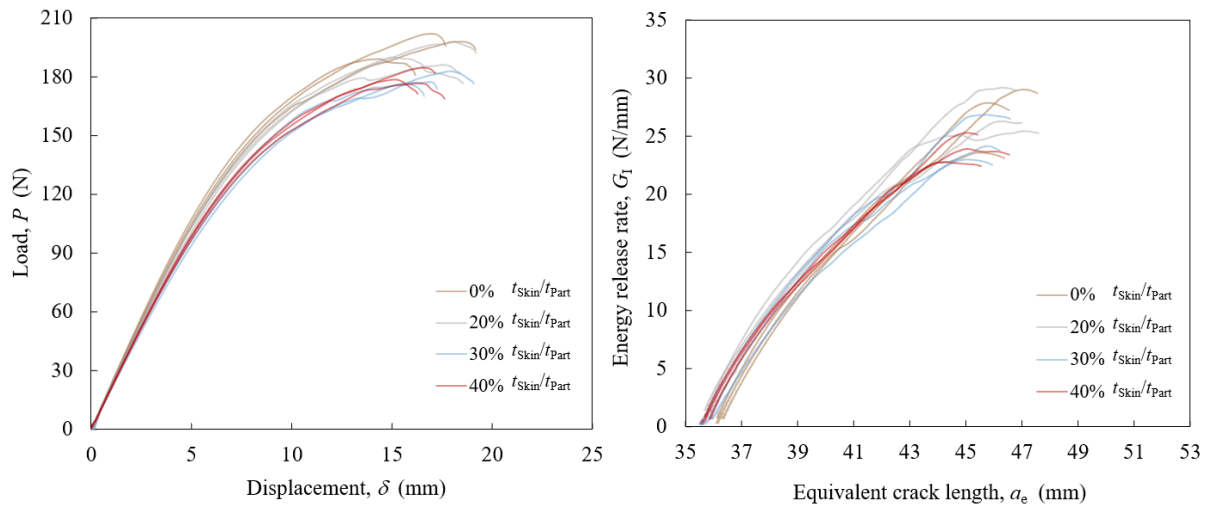 210
180
150
120
90
60
30
0
Load, P (N)
0 5 10 15 20 25
Displacement, δ (mm)
0% tSkin/tPart
20% tSkin/tPart
30% tSkin/tPart
40% tSkin/tPart
35
30
25
20
15
10
5
0
Energy release rate, GI (N/mm)
35 37 39 41 43 45 47 49 51 53
Equivalent crack length, ae (mm)
0% tSkin/tPart
20% tSkin/tPart
30% tSkin/tPart
40% tSkin/tPart